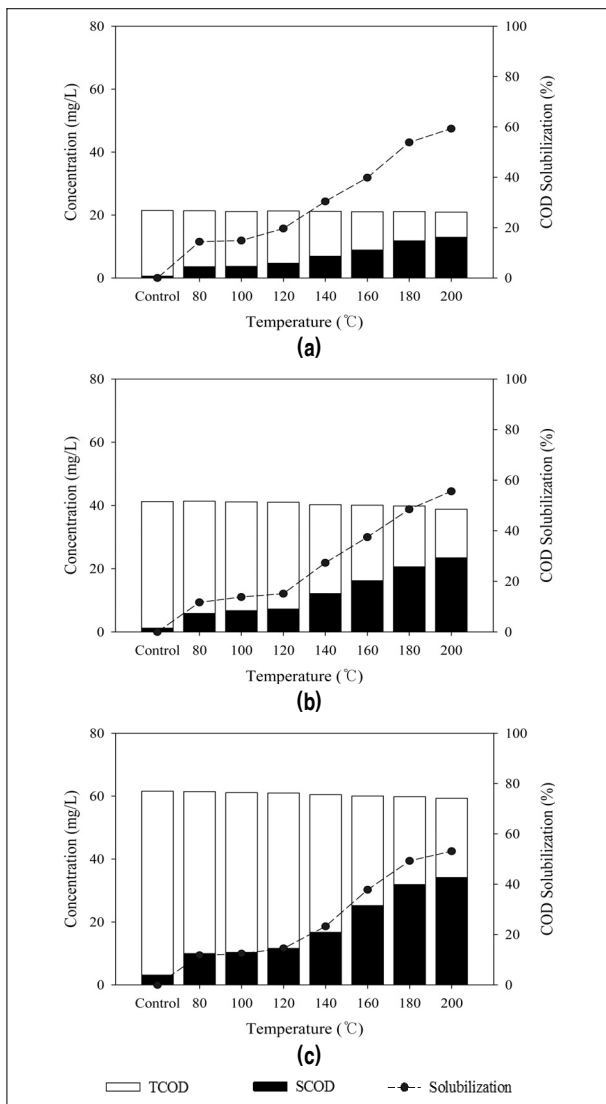 80
100
60
80
60
40
40
20
20
0
0
Concentration (mg/L)
COD Solubilization (%)
Control 80 100 120 140 160 180 200
Temperature (℃)
(a)
80
100
60
80
60
40
40
20
20
0
0
Concentration (mg/L)
COD Solubilization (%)
Control 80 100 120 140 160 180 200
Temperature (℃)
(b)
80
100
60
80
60
40
40
20
20
0
0
Concentration (mg/L)
COD Solubilization (%)
Control 80 100 120 140 160 180 200
Temperature (℃)
(c)
TCOD SCOD Solubilization